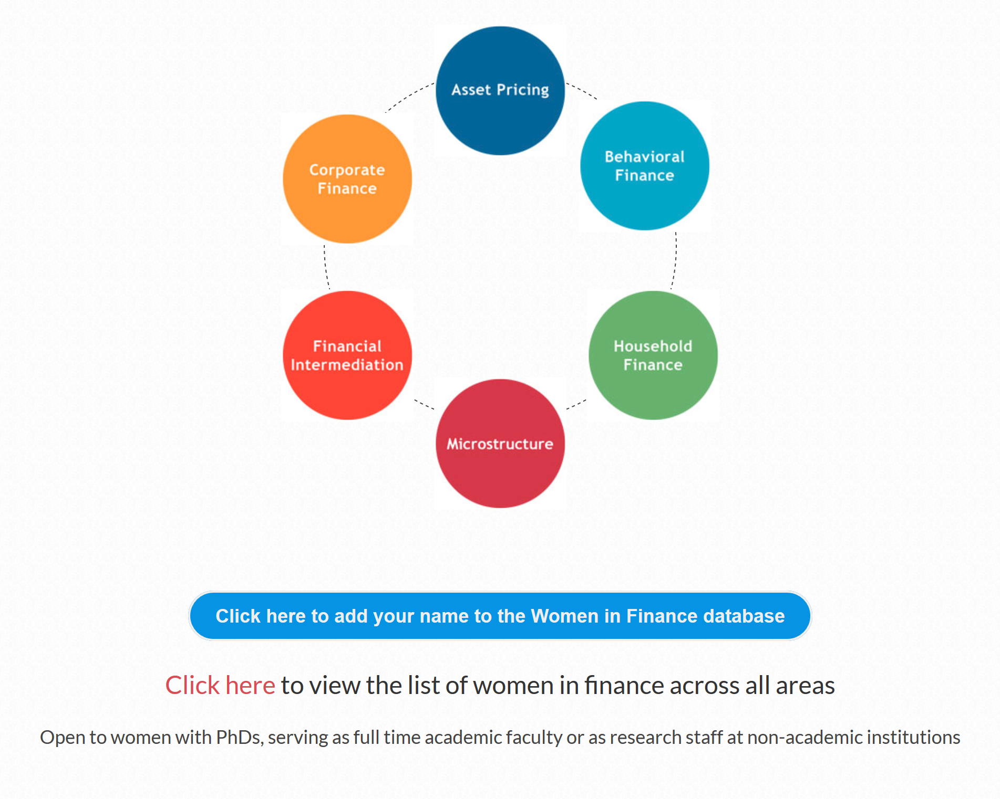 Asset Pricing
Behavioral
Finance
Corporate
Finance
Financial
Intermediation
Household
Finance
Microstructure
Click here to add your name to the Women in Finance database
Click here to view the list of women in finance across all areas
Open to women with PhDs, serving as full time academic faculty or as research staff at non-academic institutions